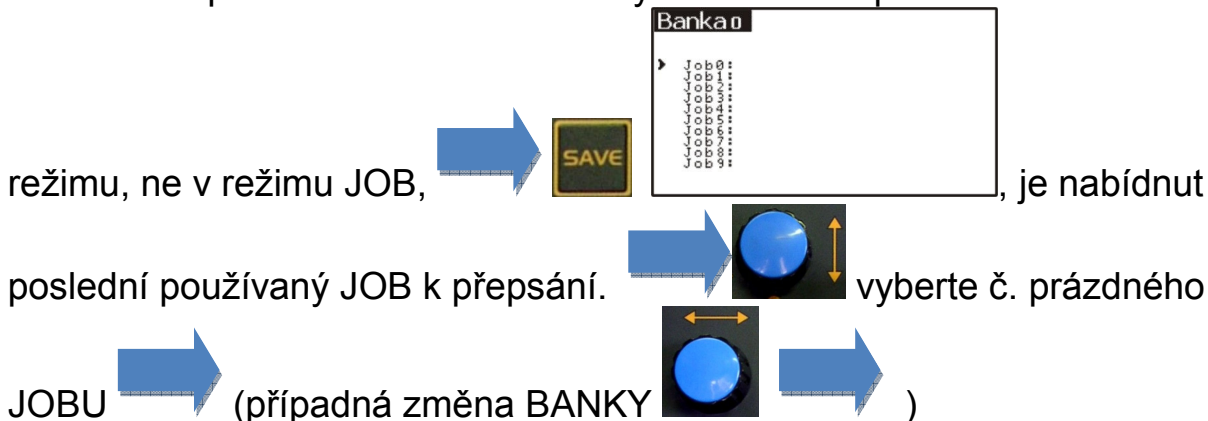 Banka 0
Job0:
Job1:
Job2:
Job3:
Job4:
Job5:
Job6:
Job7:
Job8:
Job9:
režimu, ne v režimu JOB, SAVE , je nabídnut
poslední používaný JOB k přepsání. vyberte č. prázdného
JOBU (případná změna BANKY )